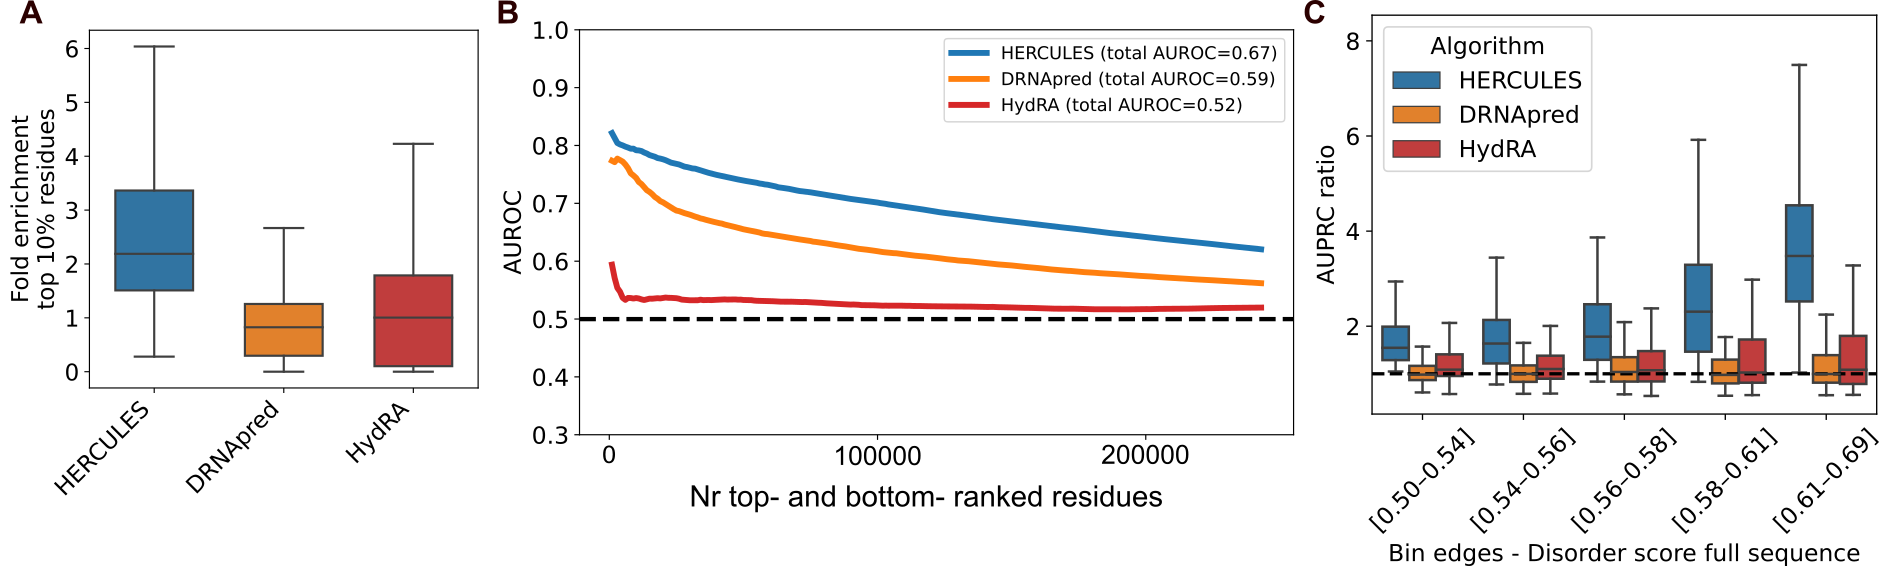 A
Fold enrichment
top 10% residues
6
5
4
3
2
1
0
HERCULES
DRNApred
HydRA
B
AUROC
1.0
0.9
0.8
0.7
0.6
0.5
0.4
0.3
HERCULES (total AUROC=0.67)
DRNApred (total AUROC=0.59)
HydRA (total AUROC=0.52)
0
100000
200000
Nr top- and bottom- ranked residues
C
AUPRC ratio
8
6
4
2
Algorithm
HERCULES
DRNApred
HydRA
[0.50–0.54]
[0.54–0.56]
[0.56–0.58]
[0.58–0.61]
[0.61–0.69]
Bin edges - Disorder score full sequence